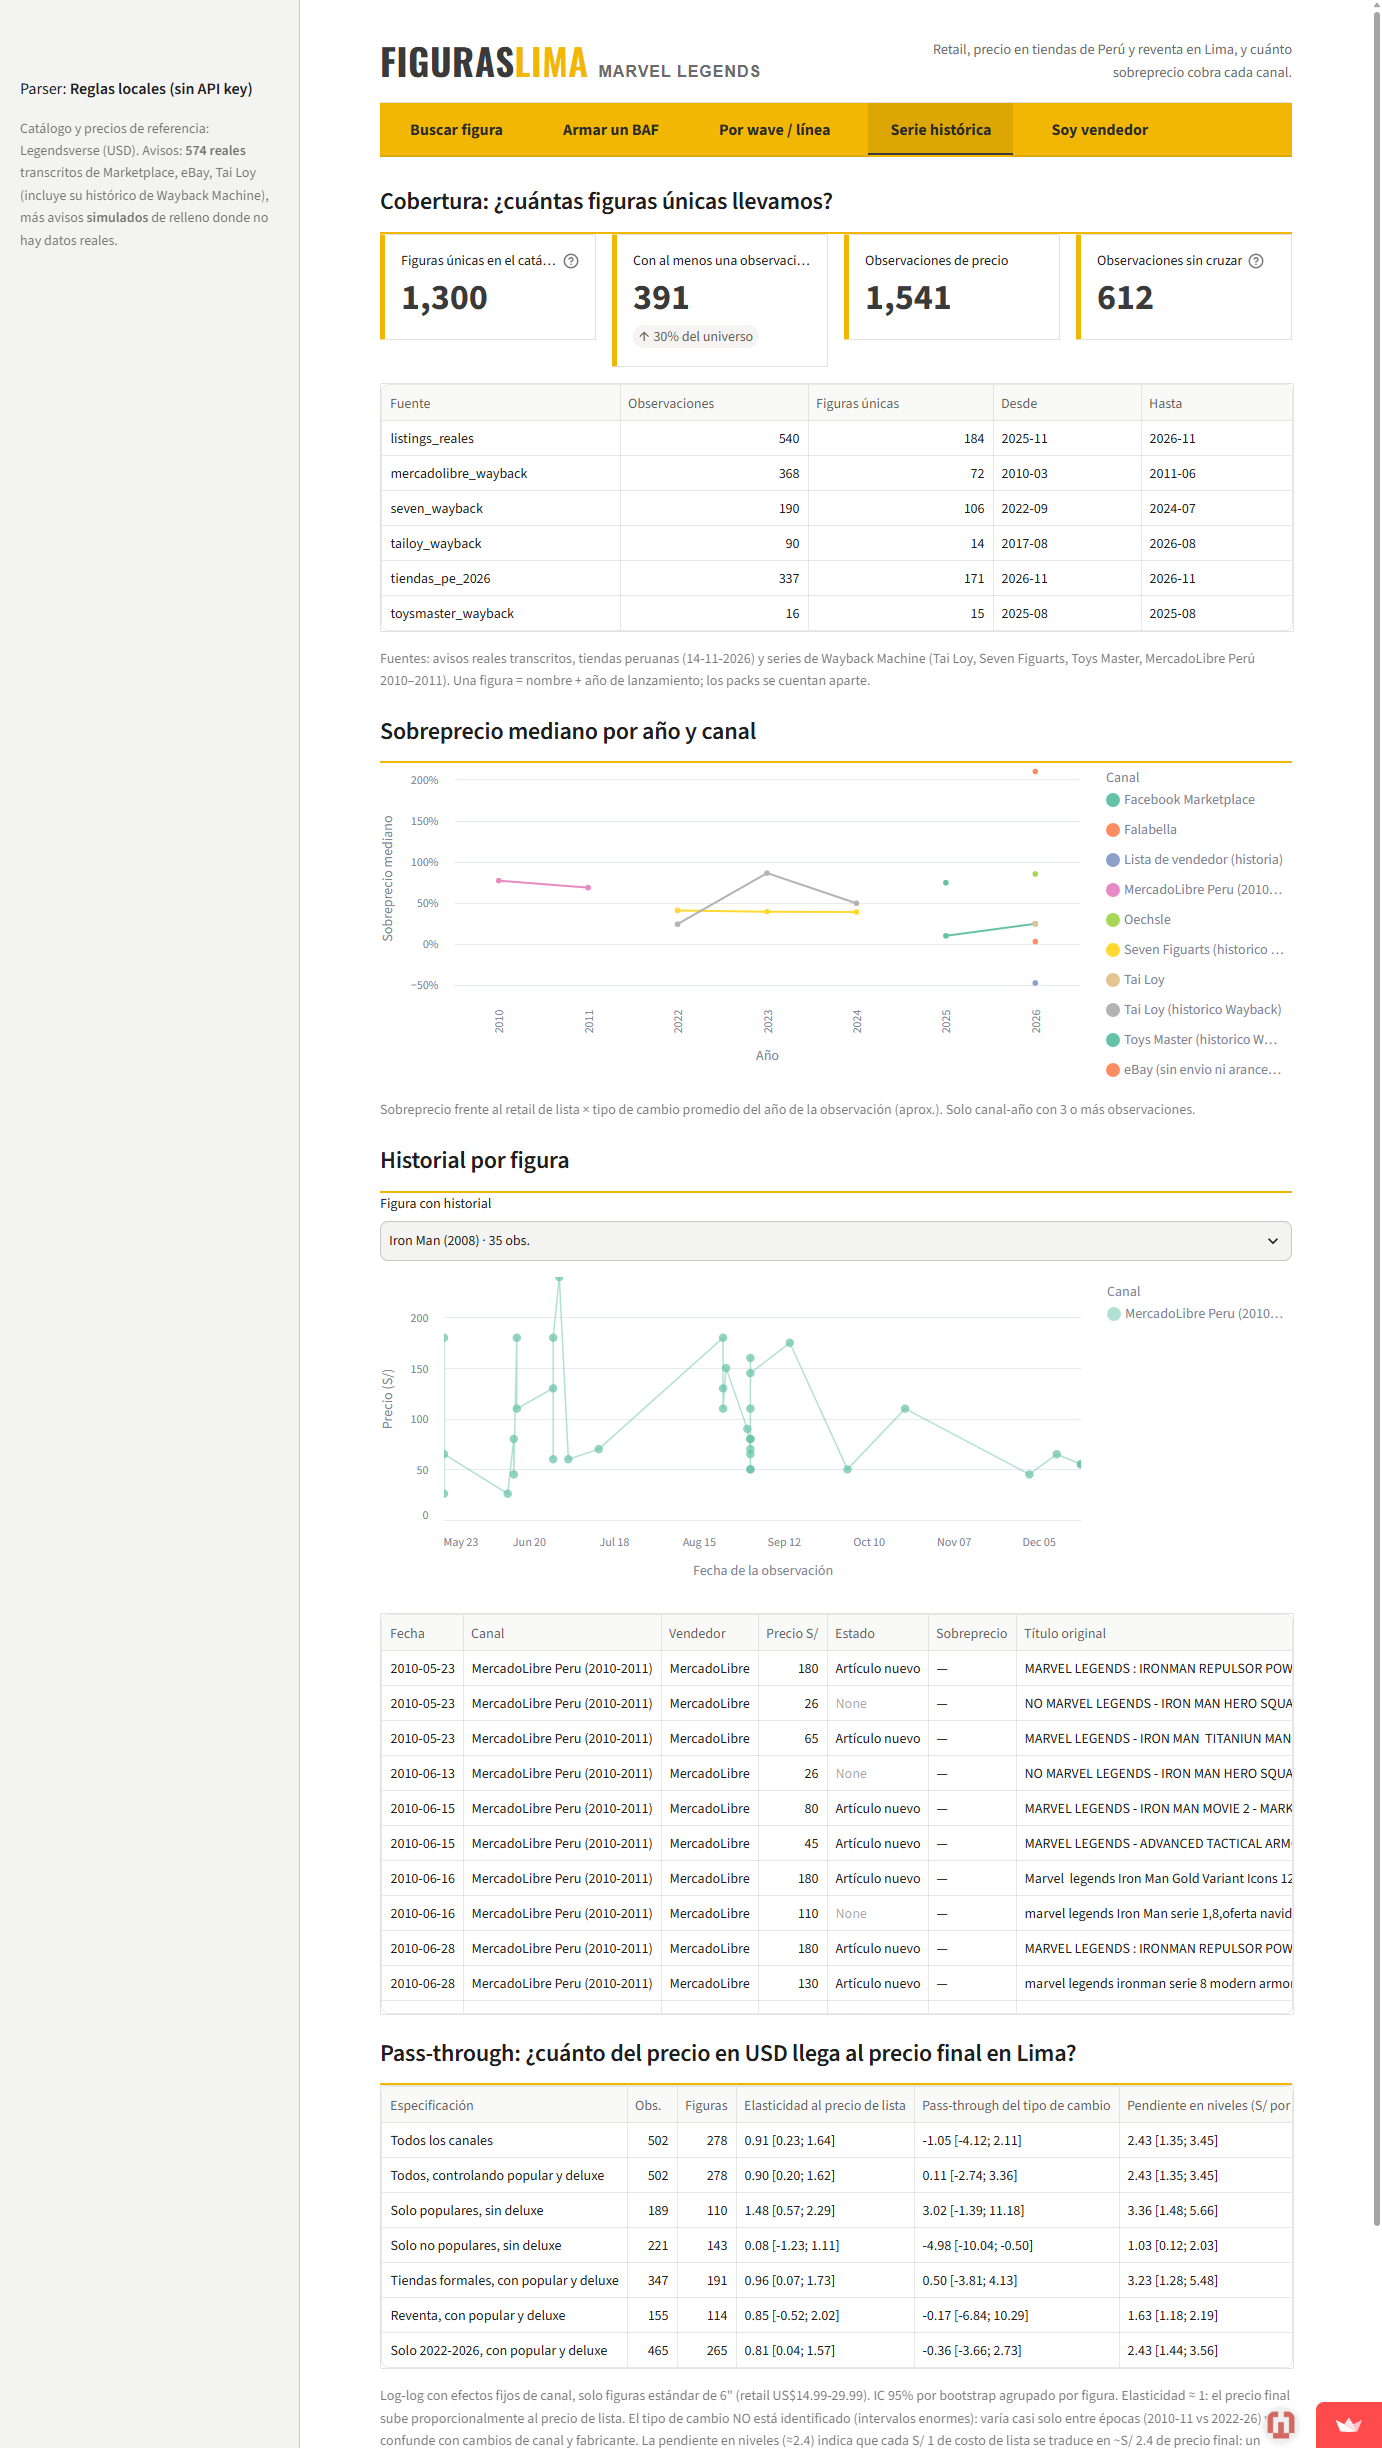 Parser: Reglas locales (sin API key)
Catálogo y precios de referencia:
Legendsverse (USD). Avisos: 574 reales
transcritos de Marketplace, eBay, Tai Loy
(incluye su histórico de Wayback Machine),
más avisos simulados de relleno donde no
hay datos reales.
FIGURASLIMA MARVEL LEGENDS
Retail, precio en tiendas de Perú y reventa en Lima, y cuánto
sobreprecio cobra cada canal.
Buscar figura Armar un BAF Por wave / línea Serie histórica Soy vendedor
Cobertura: ¿cuántas figuras únicas llevamos?
Figuras únicas en el catá… Con al menos una observaci… Observaciones de precio Observaciones sin cruzar
1,300 391 1,541 612
↑ 30% del universo
Fuente Observaciones Figuras únicas Desde Hasta
listings_reales 540 184 2025-11 2026-11
mercadolibre_wayback 368 72 2010-03 2011-06
seven_wayback 190 106 2022-09 2024-07
tailoy_wayback 90 14 2017-08 2026-08
tiendas_pe_2026 337 171 2026-11 2026-11
toysmaster_wayback 16 15 2025-08 2025-08
Fuentes: avisos reales transcritos, tiendas peruanas (14-11-2026) y series de Wayback Machine (Tai Loy, Seven Figuarts, Toys Master, MercadoLibre Perú
2010–2011). Una figura = nombre + año de lanzamiento; los packs se cuentan aparte.
Sobreprecio mediano por año y canal
Sobreprecio mediano
200%
150%
100%
50%
0%
−50%
2010 2011 2022 2023 2024 2025 2026
Año
Canal
Facebook Marketplace
Falabella
Lista de vendedor (historia)
MercadoLibre Peru (2010…
Oechsle
Seven Figuarts (historico …
Tai Loy
Tai Loy (historico Wayback)
Toys Master (historico W…
eBay (sin envio ni arance…
Sobreprecio frente al retail de lista × tipo de cambio promedio del año de la observación (aprox.). Solo canal-año con 3 o más observaciones.
Historial por figura
Figura con historial
Iron Man (2008) · 35 obs.
Precio (S/)
200
150
100
50
0
May 23 Jun 20 Jul 18 Aug 15 Sep 12 Oct 10 Nov 07 Dec 05
Fecha de la observación
Canal
MercadoLibre Peru (2010…
Fecha Canal Vendedor Precio S/ Estado Sobreprecio Título original
2010-05-23 MercadoLibre Peru (2010-2011) MercadoLibre 180 Artículo nuevo — MARVEL LEGENDS : IRONMAN REPULSOR POW
2010-05-23 MercadoLibre Peru (2010-2011) MercadoLibre 26 None — NO MARVEL LEGENDS - IRON MAN HERO SQUA
2010-05-23 MercadoLibre Peru (2010-2011) MercadoLibre 65 Artículo nuevo — MARVEL LEGENDS - IRON MAN TITANIUN MAN
2010-06-13 MercadoLibre Peru (2010-2011) MercadoLibre 26 None — NO MARVEL LEGENDS - IRON MAN HERO SQUA
2010-06-15 MercadoLibre Peru (2010-2011) MercadoLibre 80 Artículo nuevo — MARVEL LEGENDS - IRON MAN MOVIE 2 - MARK
2010-06-15 MercadoLibre Peru (2010-2011) MercadoLibre 45 Artículo nuevo — MARVEL LEGENDS - ADVANCED TACTICAL ARM
2010-06-16 MercadoLibre Peru (2010-2011) MercadoLibre 180 Artículo nuevo — Marvel legends Iron Man Gold Variant Icons 12
2010-06-16 MercadoLibre Peru (2010-2011) MercadoLibre 110 None — marvel legends Iron Man serie 1,8,oferta navid
2010-06-28 MercadoLibre Peru (2010-2011) MercadoLibre 180 Artículo nuevo — MARVEL LEGENDS : IRONMAN REPULSOR POW
2010-06-28 MercadoLibre Peru (2010-2011) MercadoLibre 130 Artículo nuevo — marvel legends ironman serie 8 modern armor
Pass-through: ¿cuánto del precio en USD llega al precio final en Lima?
Especificación Obs. Figuras Elasticidad al precio de lista Pass-through del tipo de cambio Pendiente en niveles (S/ por
Todos los canales 502 278 0.91 [0.23; 1.64] -1.05 [-4.12; 2.11] 2.43 [1.35; 3.45]
Todos, controlando popular y deluxe 502 278 0.90 [0.20; 1.62] 0.11 [-2.74; 3.36] 2.43 [1.35; 3.45]
Solo populares, sin deluxe 189 110 1.48 [0.57; 2.29] 3.02 [-1.39; 11.18] 3.36 [1.48; 5.66]
Solo no populares, sin deluxe 221 143 0.08 [-1.23; 1.11] -4.98 [-10.04; -0.50] 1.03 [0.12; 2.03]
Tiendas formales, con popular y deluxe 347 191 0.96 [0.07; 1.73] 0.50 [-3.81; 4.13] 3.23 [1.28; 5.48]
Reventa, con popular y deluxe 155 114 0.85 [-0.52; 2.02] -0.17 [-6.84; 10.29] 1.63 [1.18; 2.19]
Solo 2022-2026, con popular y deluxe 465 265 0.81 [0.04; 1.57] -0.36 [-3.66; 2.73] 2.43 [1.44; 3.56]
Log-log con efectos fijos de canal, solo figuras estándar de 6" (retail US$14.99-29.99). IC 95% por bootstrap agrupado por figura. Elasticidad ≈ 1: el precio final
sube proporcionalmente al precio de lista. El tipo de cambio NO está identificado (intervalos enormes): varía casi solo entre épocas (2010-11 vs 2022-26)
confunde con cambios de canal y fabricante. La pendiente en niveles (≈2.4) indica que cada S/ 1 de costo de lista se traduce en ~S/ 2.4 de precio final: un